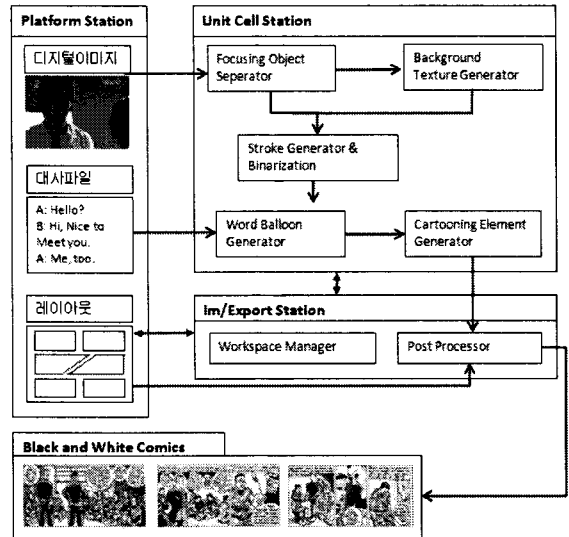 Platform Station
디지털이미지
대사파일
A: Hello?
B: Hi, Nice to
Meet you.
A: Me, too.
레이아웃
Unit Cell Station
Focusing Object
Seperator
Background
Texture Generator
Stroke Generator &
Binarization
Word Balloon
Generator
Cartooning Element
Generator
Im/Export Station
Workspace Manager
Post Processor
Black and White Comics